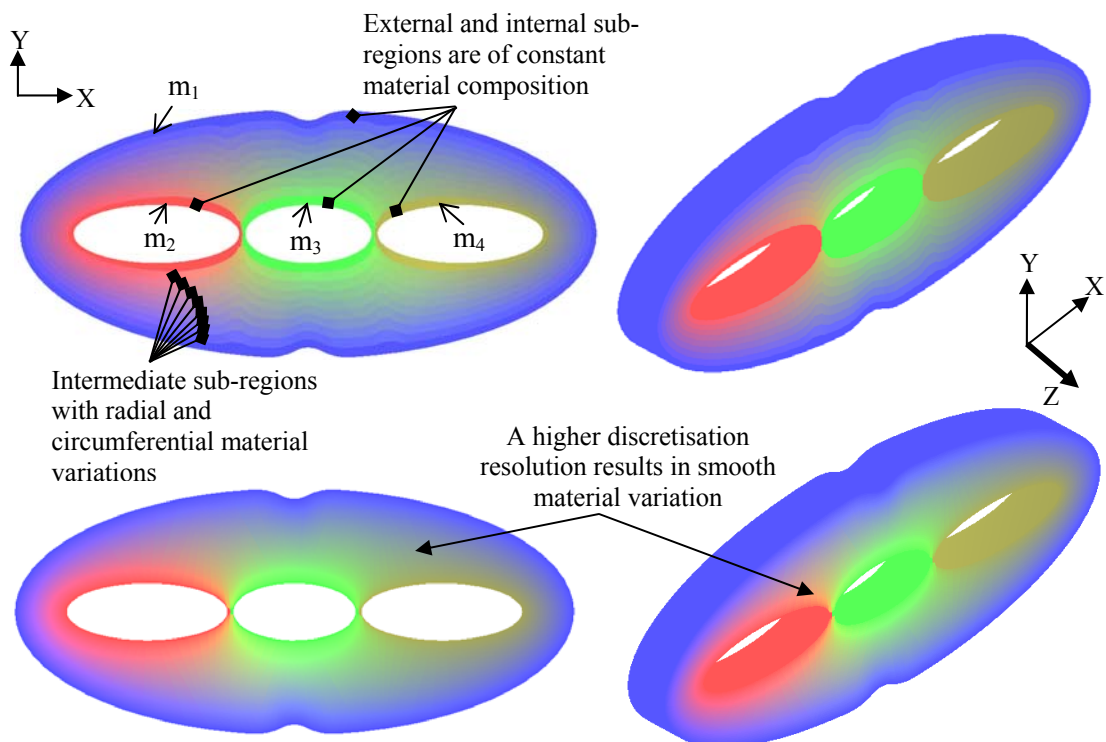 External and internal sub-
regions are of constant
material composition
Y
X
m1
m2
m3
m4
Intermediate sub-regions
with radial and
circumferential material
variations
Y
X
Z
A higher discretisation
resolution results in smooth
material variation